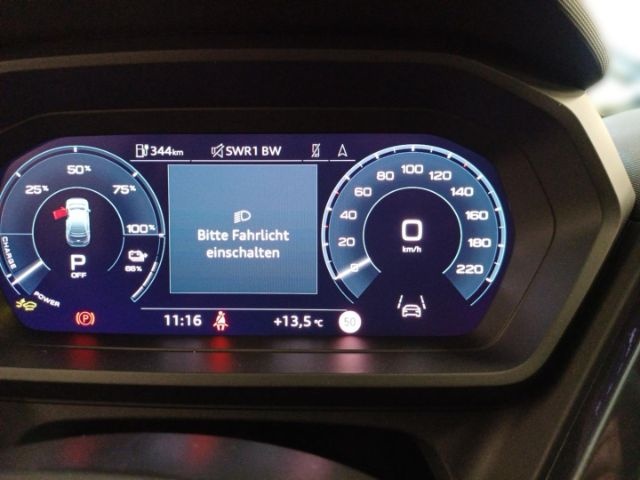 344km
SWR1 BW
25%
50%
75%
100%
P
OFF
66%
CHARGE
POWER
Bitte Fahrlicht
einschalten
0
20
40
60
80
100
120
140
160
180
220
0
km/h
(P)
11:16
+13,5 °C
50